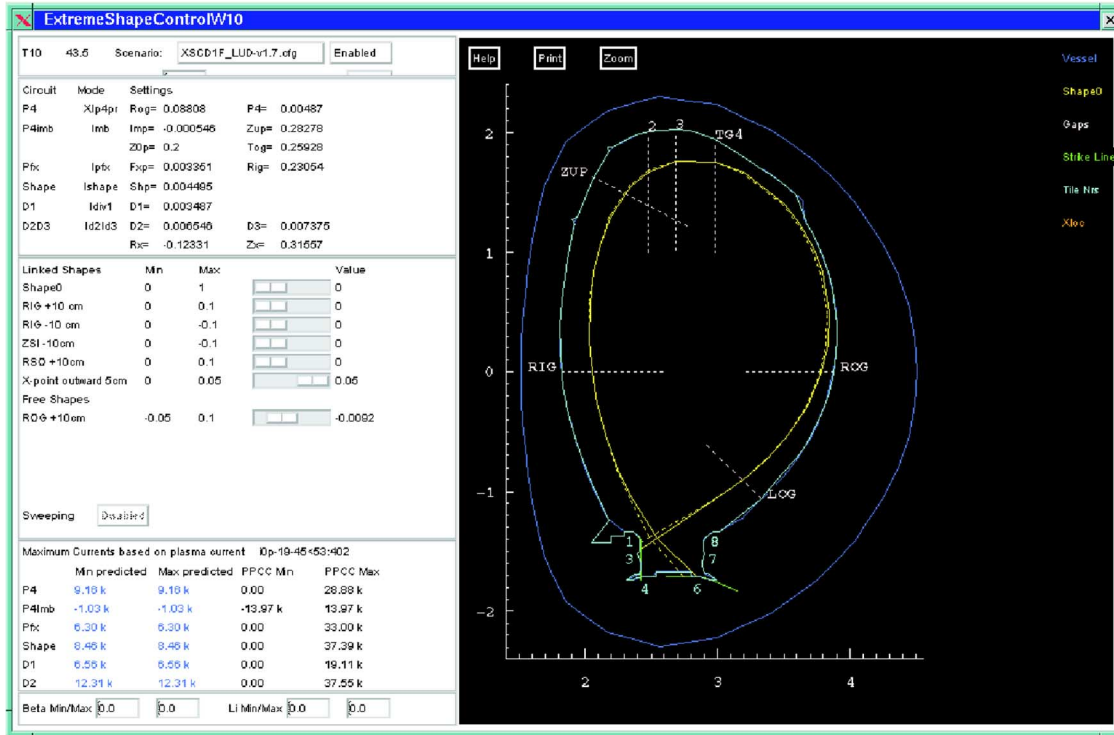 ExtremeShapeControlW10
T10 43.5 Scenario: XSCD1F_LUD-v1.7.cfg Enabled
Circuit Mode Settings
P4 XIp4pr Rog= 0.08808 P4= 0.00487
P4imb Imb Imp= -0.000546 Zup= 0.28278
Z0p= 0.2 Tog= 0.25928
Pfx Ipfx Fxp= 0.003351 Rig= 0.23054
Shape Ishape Shp= 0.004495
D1 Idiv1 D1= 0.003487
D2D3 Id2Id3 D2= 0.006546 D3= 0.007375
Rx= -0.12331 Zx= 0.31557
Linked Shapes Min Max Value
Shape0 0 1 0
RIG +10 cm 0 0.1 0
RIG -10 cm 0 -0.1 0
ZSI -10cm 0 -0.1 0
RSO +10cm 0 0.1 0
X-point outward 5cm 0 0.05 0.05
Free Shapes
ROG +10cm -0.05 0.1 -0.0092
Sweeping Disabled
Maximum Currents based on plasma current
Min predicted Max predicted PPCC Min PPCC Max
P4 9.16 k 9.16 k 0.00 28.88 k
P4Imb -1.03 k -1.03 k -13.97 k 13.97 k
Pfx 6.30 k 6.30 k 0.00 33.00 k
Shape 8.46 k 8.46 k 0.00 37.39 k
D1 6.56 k 6.56 k 0.00 19.11 k
D2 12.31 k 12.31 k 0.00 37.55 k
Beta Min/Max 0.0 0.0 Li Min/Max 0.0 0.0
Help Print Zoom
Vessel
Shape0
Gaps
Strike Line
Tile Nrs
Xloc
2 3 TG4
ZUP
RIG ROG
LOG
1 8
3 7
4 6
2
1
0
-1
-2
2 3 4